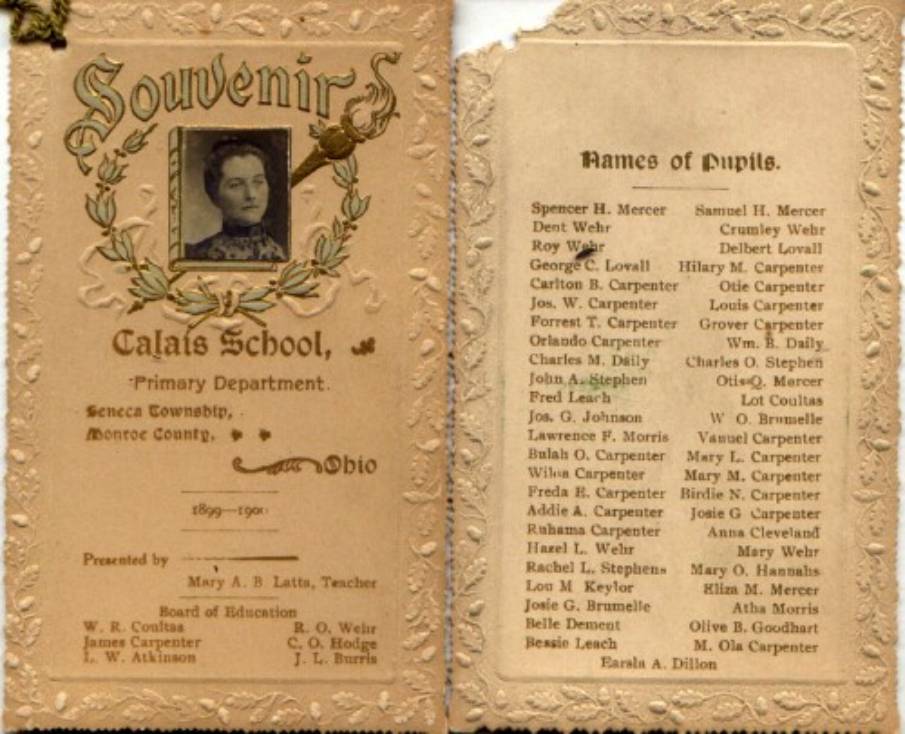 Souvenir
Calais School,
Primary Department.
Seneca Township,
Monroe County,
Ohio
1899—1900
Presented by
Mary A. B. Latta, Teacher
Board of Education
W. R. Coultas R. O. Wehr
James Carpenter C. O. Hodge
L. W. Atkinson J. L. Burris
Names of Pupils.
Spencer H. Mercer Samuel H. Mercer
Dent Wehr Crumley Wehr
Roy Wehr Delbert Lovall
George C. Lovall Hilary M. Carpenter
Carlton B. Carpenter Otie Carpenter
Jos. W. Carpenter Louis Carpenter
Forrest T. Carpenter Grover Carpenter
Orlando Carpenter Wm. B. Daily
Charles M. Daily Charles O. Stephen
John A. Stephen Otis Q. Mercer
Fred Leach Lot Coultas
Jos. G. Johnson W O. Brumelle
Lawrence F. Morris Vanuel Carpenter
Bulah O. Carpenter Mary L. Carpenter
Wilma Carpenter Mary M. Carpenter
Freda E. Carpenter Birdie N. Carpenter
Addie A. Carpenter Josie G Carpenter
Ruhama Carpenter Anna Cleveland
Hazel L. Wehr Mary Wehr
Rachel L. Stephens Mary O. Hannahs
Lou M Keylor Eliza M. Mercer
Josie G. Brumelle Atha Morris
Belle Dement Olive B. Goodhart
Bessie Leach M. Ola Carpenter
Earsla A. Dillon